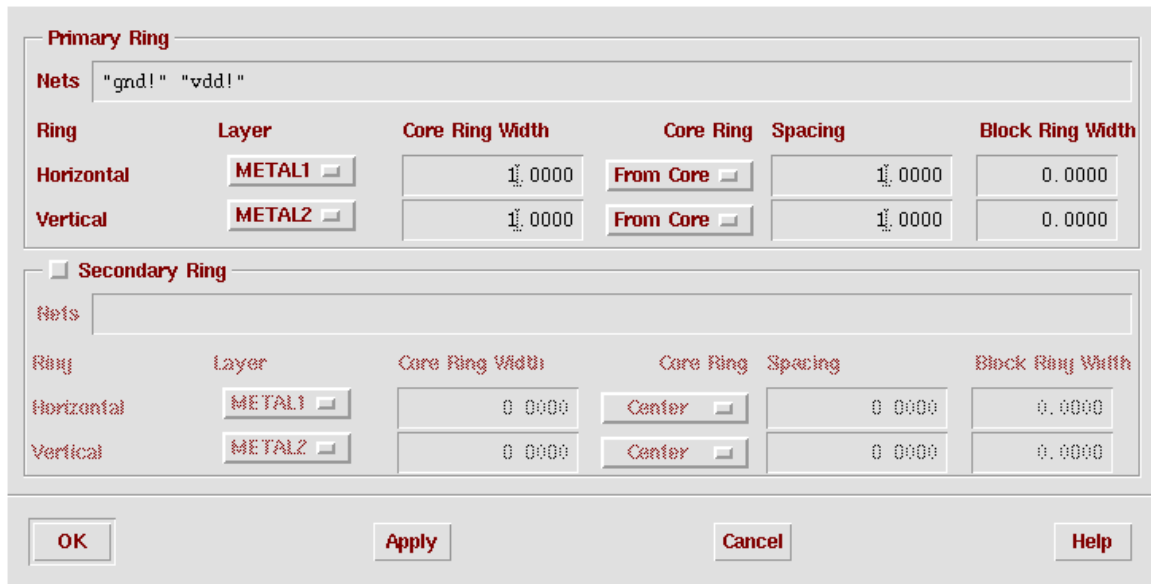 Primary Ring
Nets "gnd!" "vdd!"
Ring Layer Core Ring Width Core Ring Spacing Block Ring Width
Horizontal METAL1 1.0000 From Core 1.0000 0.0000
Vertical METAL2 1.0000 From Core 1.0000 0.0000
Secondary Ring
Nets
Ring Layer Core Ring Width Core Ring Spacing Block Ring Width
Horizontal METAL1 0 0000 Center 0 0000 0.0000
Vertical METAL2 0 0000 Center 0 0000 0.0000
OK Apply Cancel Help